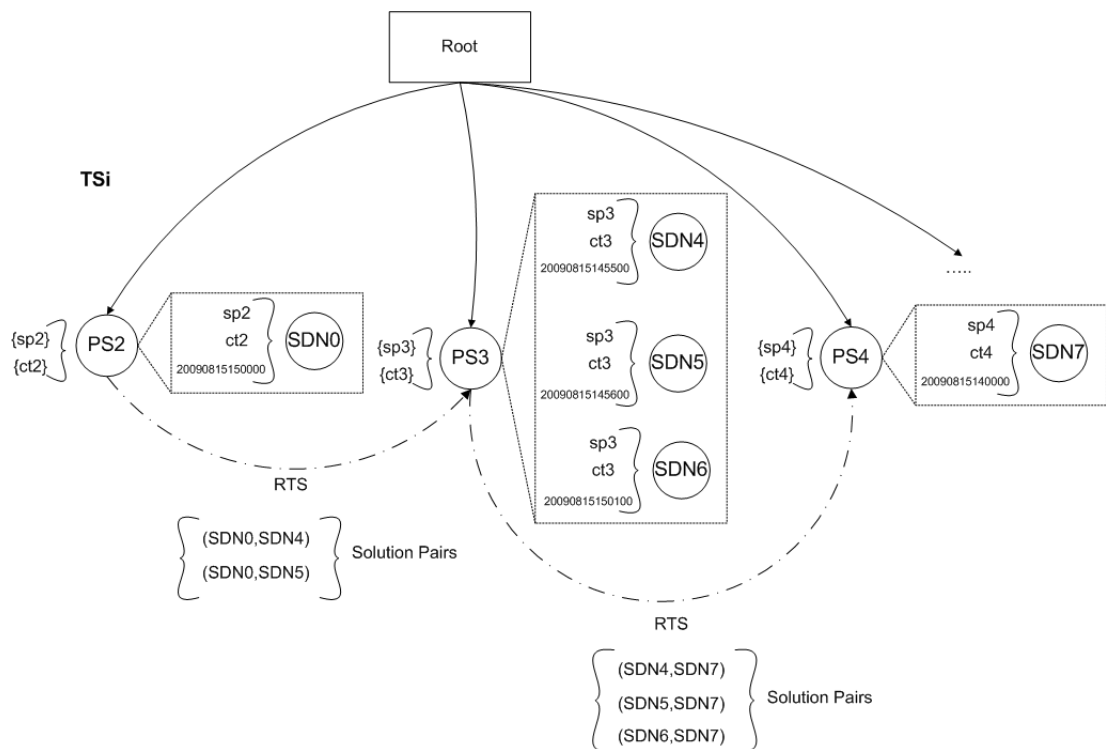 Root
TSi
sp3
ct3
20090815145500
SDN4
.....
{sp2}
{ct2}
PS2
sp2
ct2
20090815150000
SDN0
{sp3}
{ct3}
PS3
sp3
ct3
20090815145600
SDN5
{sp4}
{ct4}
PS4
sp4
ct4
20090815140000
SDN7
sp3
ct3
20090815150100
SDN6
RTS
(SDN0,SDN4)
(SDN0,SDN5)
Solution Pairs
RTS
(SDN4,SDN7)
(SDN5,SDN7)
(SDN6,SDN7)
Solution Pairs